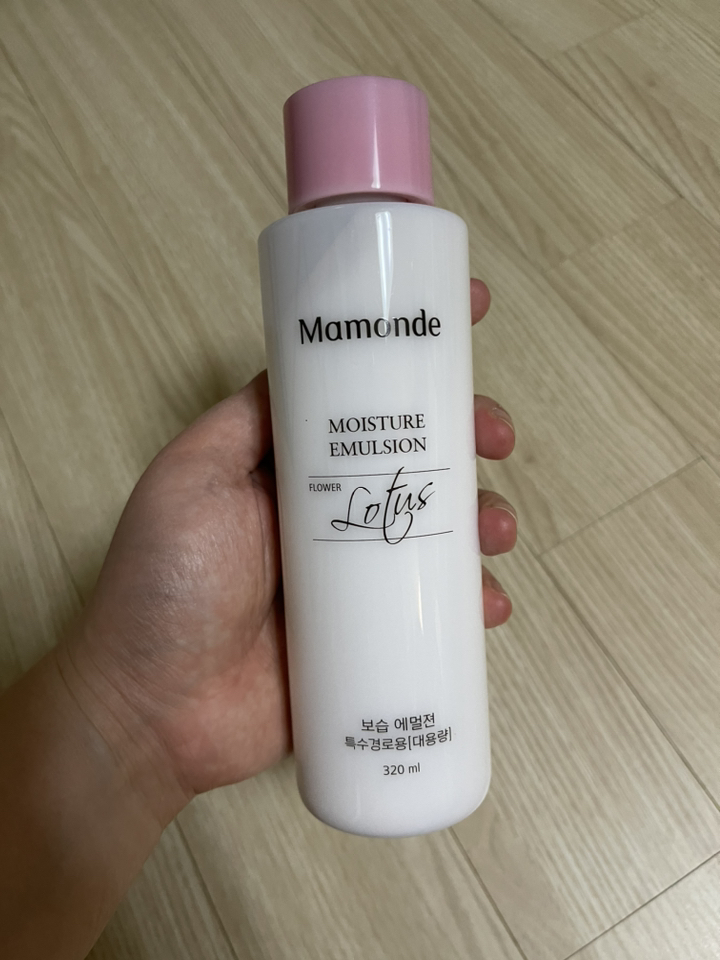 Mamonde
MOISTURE
EMULSION
FLOWER Lotus
보습 에멀젼
특수경로용[대용량]
320 ml